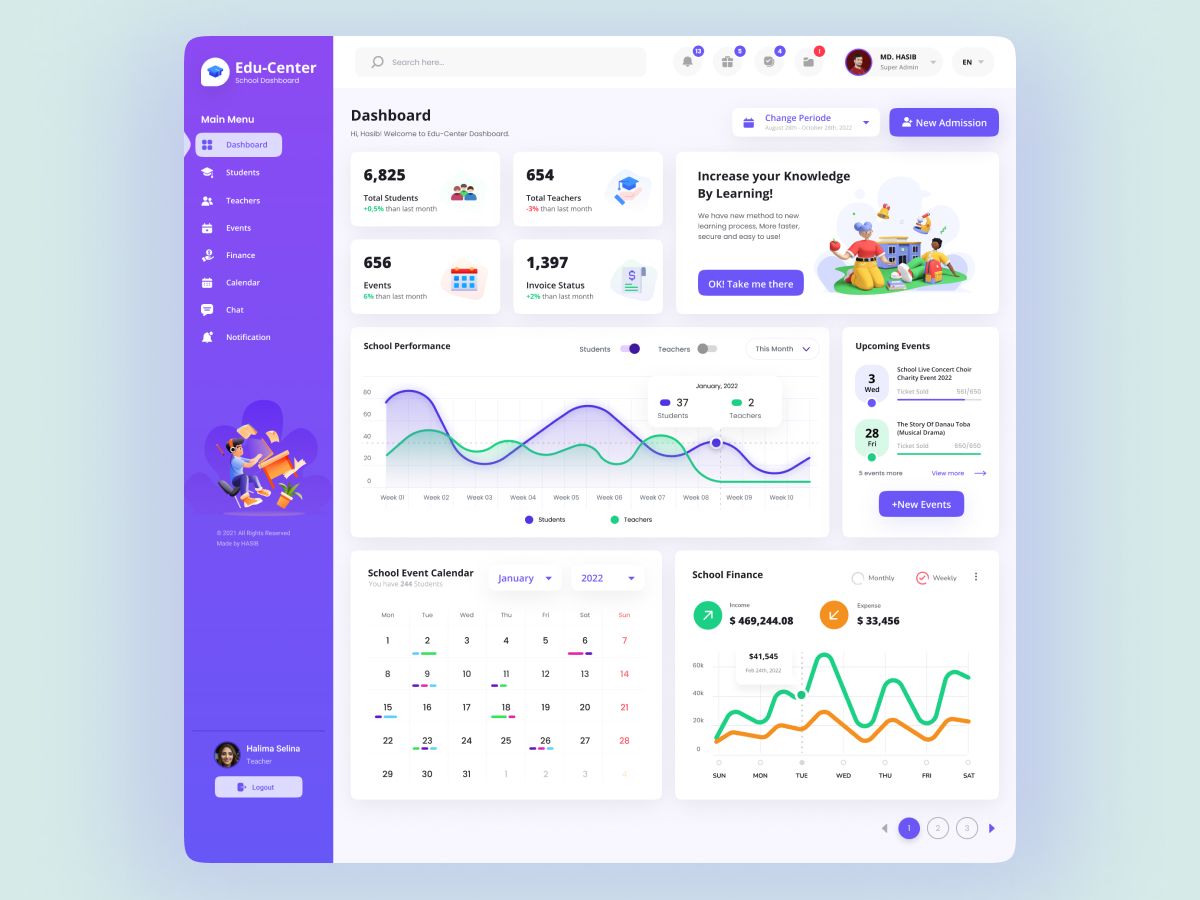 Edu-Center
School Dashboard
Main Menu
Dashboard
Students
Teachers
Events
Finance
Calendar
Chat
Notification
© 2021 All Rights Reserved
Made by HASIB
Halima Selina
Teacher
Logout
Search here...
13
5
4
1
MD. HASIB
Super Admin
EN
Dashboard
Hi, Hasib! Welcome to Edu-Center Dashboard.
Change Periode
August 28th - October 28th, 2022
New Admission
6,825
Total Students
+0,5% than last month
654
Total Teachers
-3% than last month
656
Events
6% than last month
1,397
Invoice Status
+2% than last month
Increase your Knowledge
By Learning!
We have new method to new
learning process, More faster,
secure and easy to use!
OK! Take me there
School Performance
Students
Teachers
This Month
January, 2022
37
2
Students
Teachers
80
60
40
20
0
Week 01 Week 02 Week 03 Week 04 Week 05 Week 06 Week 07 Week 08 Week 09 Week 10
Students
Teachers
Upcoming Events
3
Wed
School Live Concert Choir
Charity Event 2022
Ticket Sold 561/650
28
Fri
The Story Of Danau Toba
(Musical Drama)
Ticket Sold 650/650
5 events more
View more
+New Events
School Event Calendar
You have 244 Students
January
2022
Mon Tue Wed Thu Fri Sat Sun
1 2 3 4 5 6 7
8 9 10 11 12 13 14
15 16 17 18 19 20 21
22 23 24 25 26 27 28
29 30 31 1 2 3 4
School Finance
Monthly
Weekly
Income
$ 469,244.08
Expense
$ 33,456
$41,545
Feb 24th, 2022
60k
40k
20k
0
SUN MON TUE WED THU FRI SAT
1 2 3